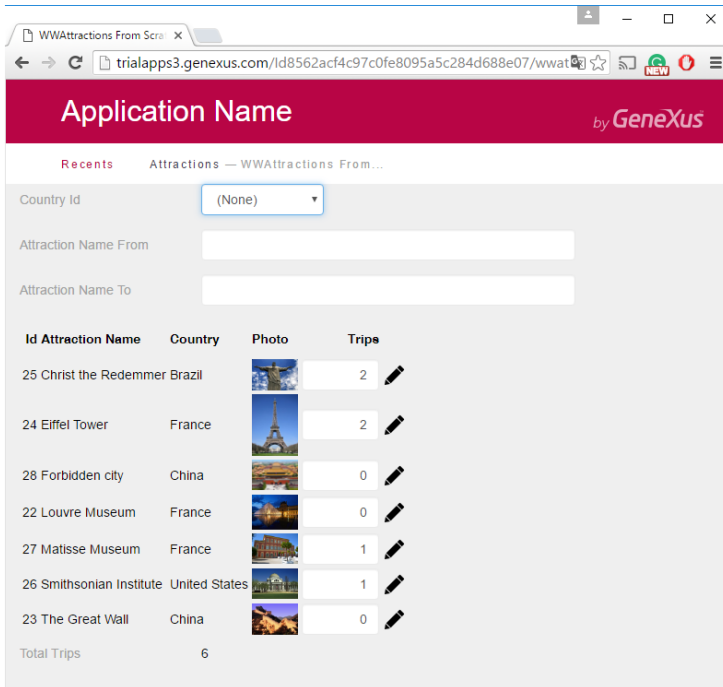 WWAttractions From Scra
trialapps3.genexus.com/Id8562acf4c97c0fe8095a5c284d688e07/wwat
NEW
Application Name
by GeneXus
Recents Attractions — WWAttractions From...
Country Id (None)
Attraction Name From
Attraction Name To
Id Attraction Name Country Photo Trips
25 Christ the Redemmer Brazil 2
24 Eiffel Tower France 2
28 Forbidden city China 0
22 Louvre Museum France 0
27 Matisse Museum France 1
26 Smithsonian Institute United States 1
23 The Great Wall China 0
Total Trips 6